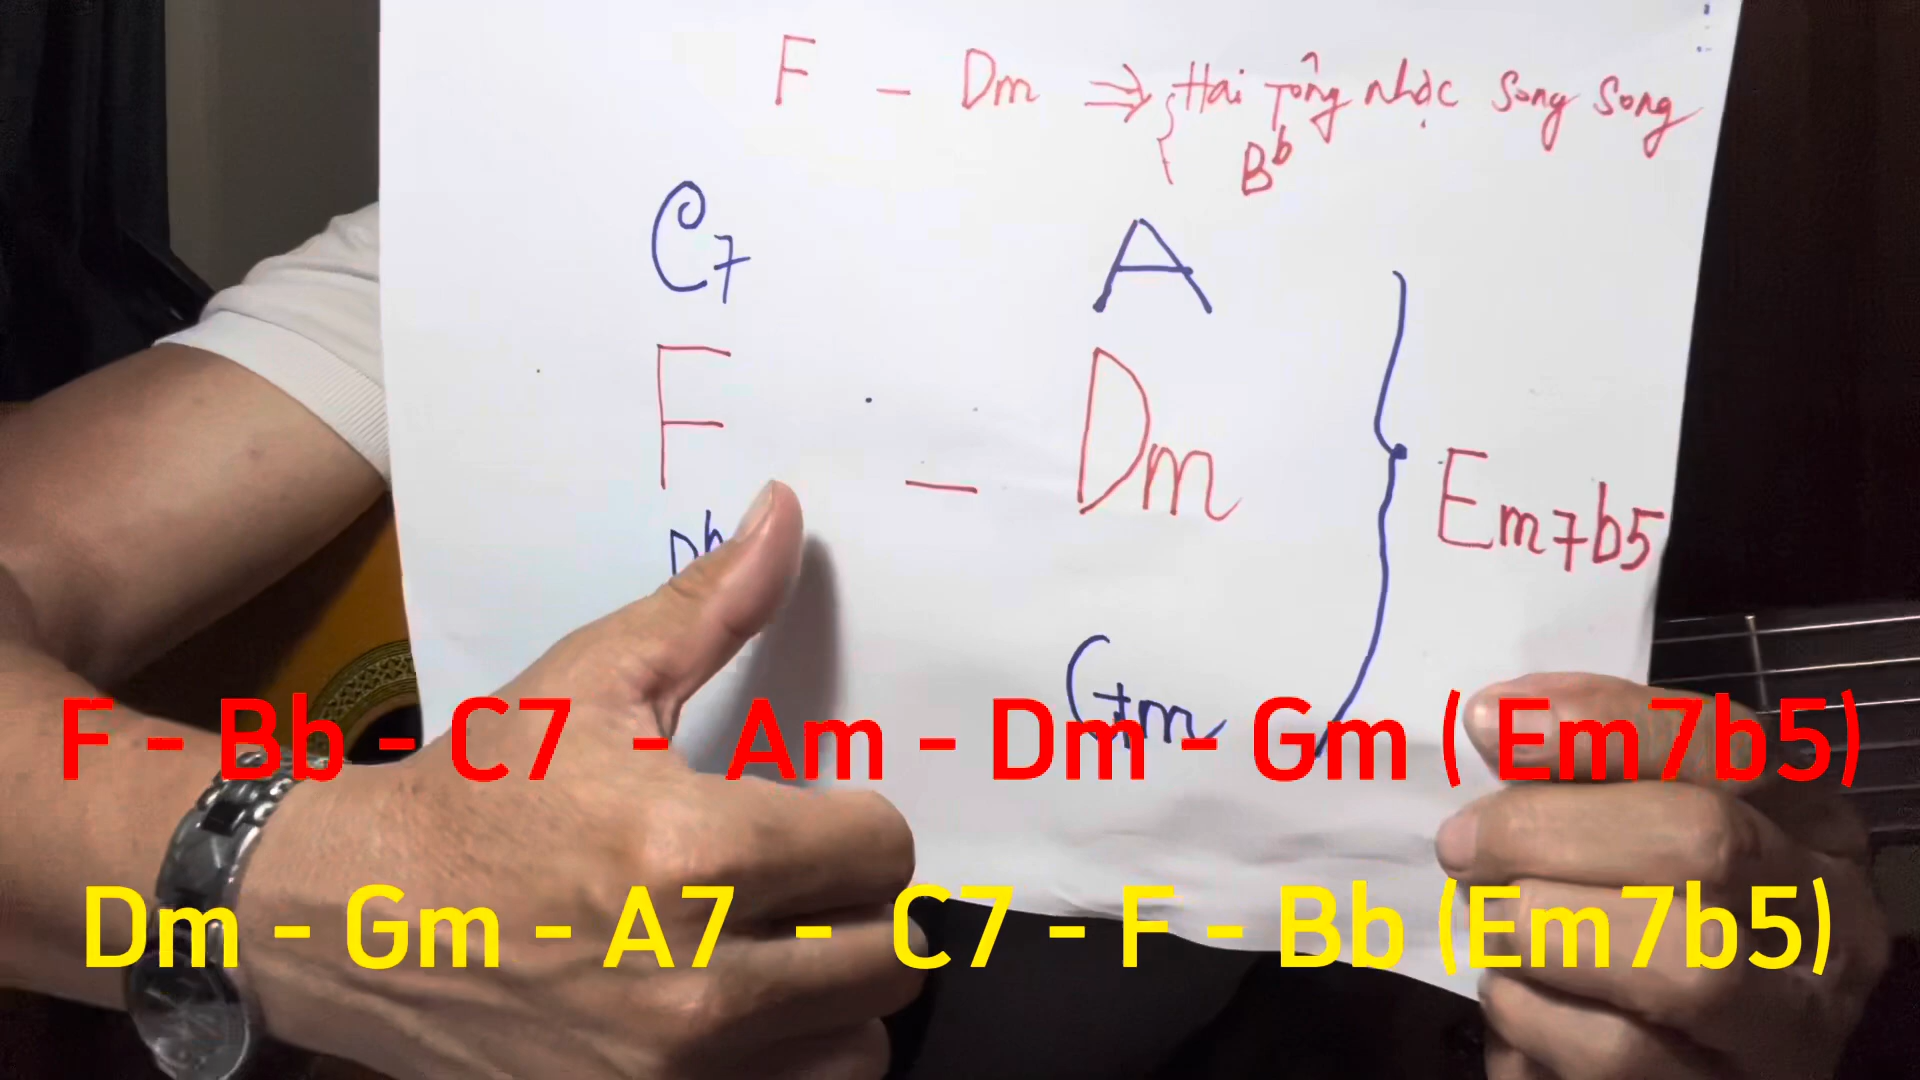 F - Dm ⇒ Hai Tông nhạc Song Song
Bb
C7 A
F - Dm
Em7b5
Gm
F - Bb - C7 - Am - Dm - Gm ( Em7b5)
Dm - Gm - A7 - C7 - F - Bb (Em7b5)